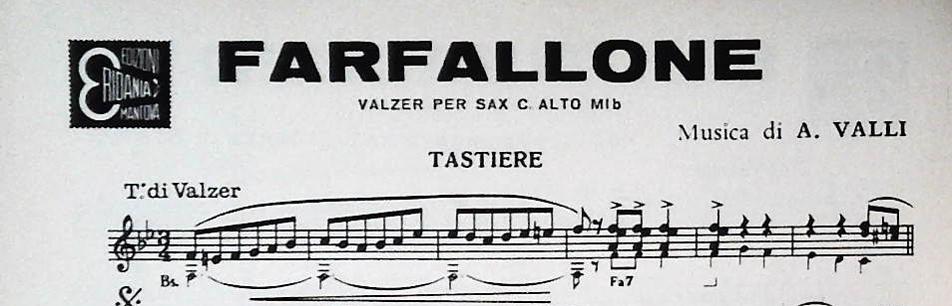 EDIZIONI
ERIDANIA
MANTOVA
FARFALLONE
VALZER PER SAX C. ALTO MIb
Musica di A. VALLI
TASTIERE
T.º di Valzer
Bs.
Fa7